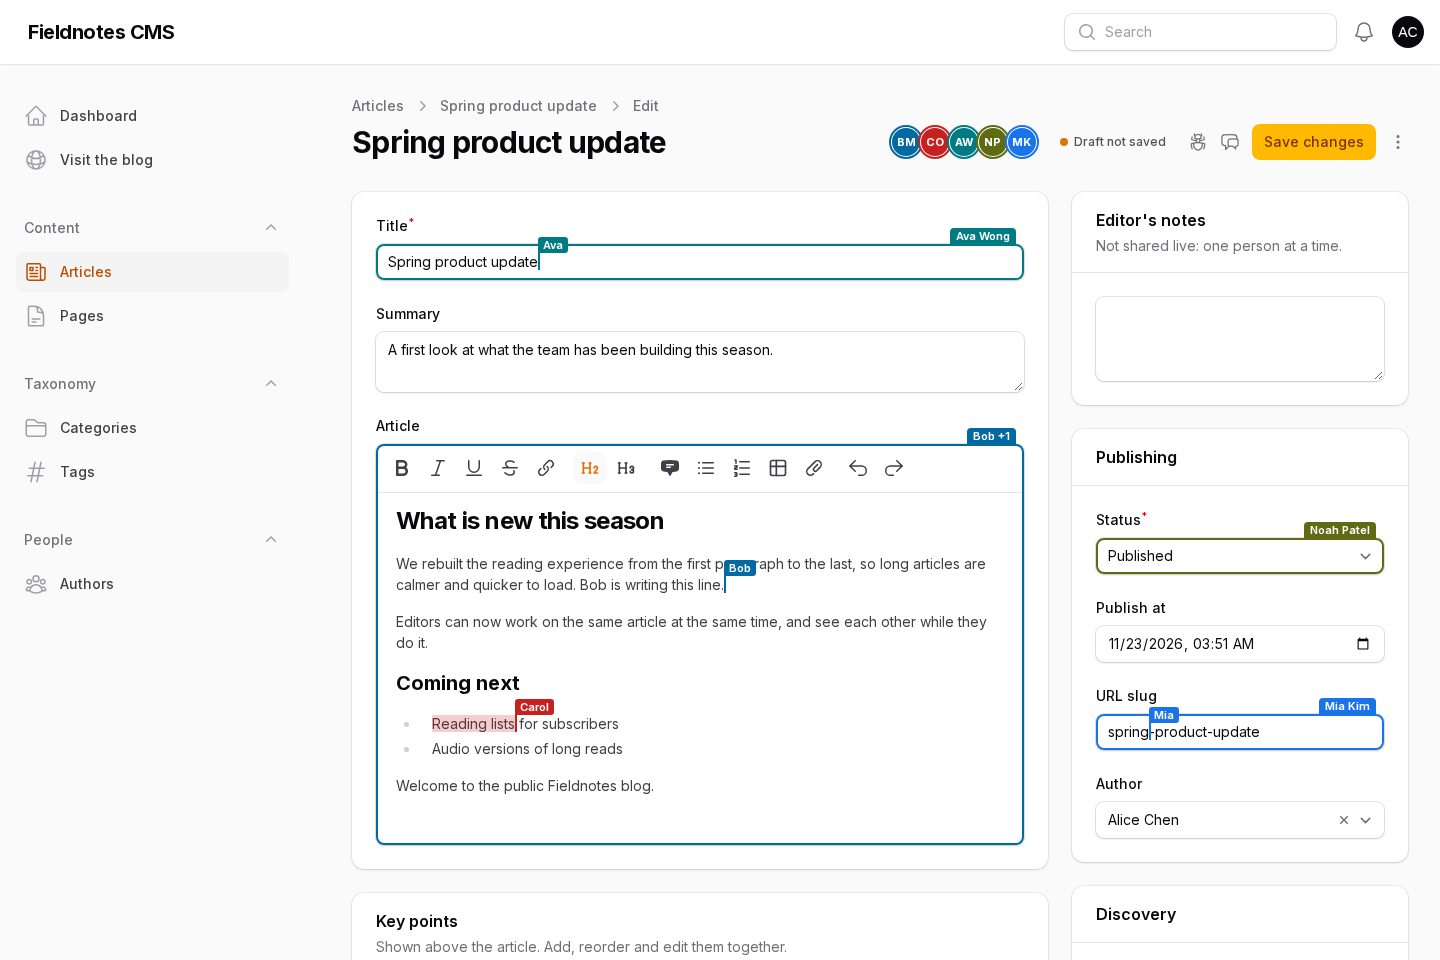 Fieldnotes CMS
Search
AC
Dashboard
Visit the blog
Content
Articles
Pages
Taxonomy
Categories
Tags
People
Authors
Articles
Spring product update
Edit
Spring product update
BM
CO
AW
NP
MK
Draft not saved
Save changes
Title*
Ava Wong
Ava
Spring product update
Summary
A first look at what the team has been building this season.
Article
Bob +1
H2
H3
What is new this season
We rebuilt the reading experience from the first p raph to the last, so long articles are
Bob
calmer and quicker to load. Bob is writing this line.
Editors can now work on the same article at the same time, and see each other while they
do it.
Coming next
Carol
Reading lists for subscribers
Audio versions of long reads
Welcome to the public Fieldnotes blog.
Key points
Shown above the article. Add, reorder and edit them together.
Editor's notes
Not shared live: one person at a time.
Publishing
Status*
Noah Patel
Published
Publish at
11/23/2026, 03:51 AM
URL slug
Mia Kim
Mia
spring-product-update
Author
Alice Chen
Discovery